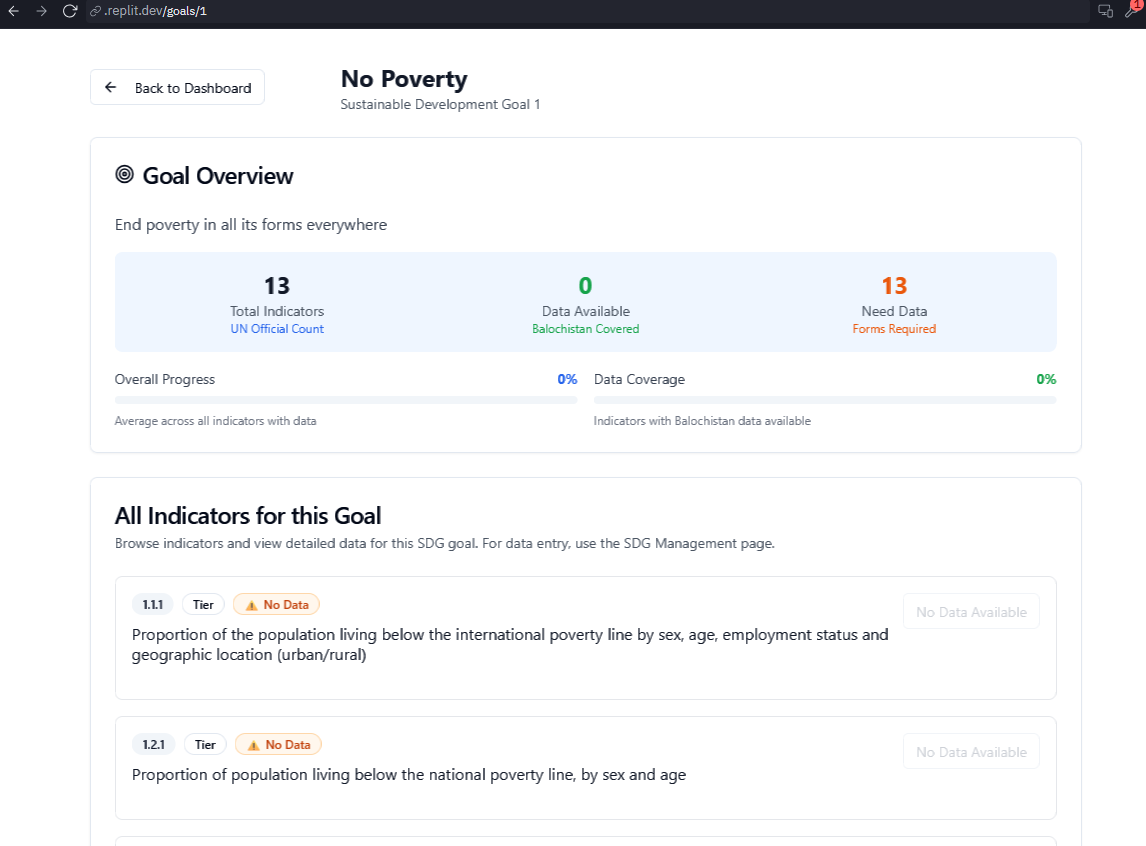 .replit.dev/goals/1
1
Back to Dashboard
No Poverty
Sustainable Development Goal 1
Goal Overview
End poverty in all its forms everywhere
13
Total Indicators
UN Official Count
0
Data Available
Balochistan Covered
13
Need Data
Forms Required
Overall Progress 0%
Average across all indicators with data
Data Coverage 0%
Indicators with Balochistan data available
All Indicators for this Goal
Browse indicators and view detailed data for this SDG goal. For data entry, use the SDG Management page.
1.1.1 Tier No Data
No Data Available
Proportion of the population living below the international poverty line by sex, age, employment status and
geographic location (urban/rural)
1.2.1 Tier No Data
No Data Available
Proportion of population living below the national poverty line, by sex and age